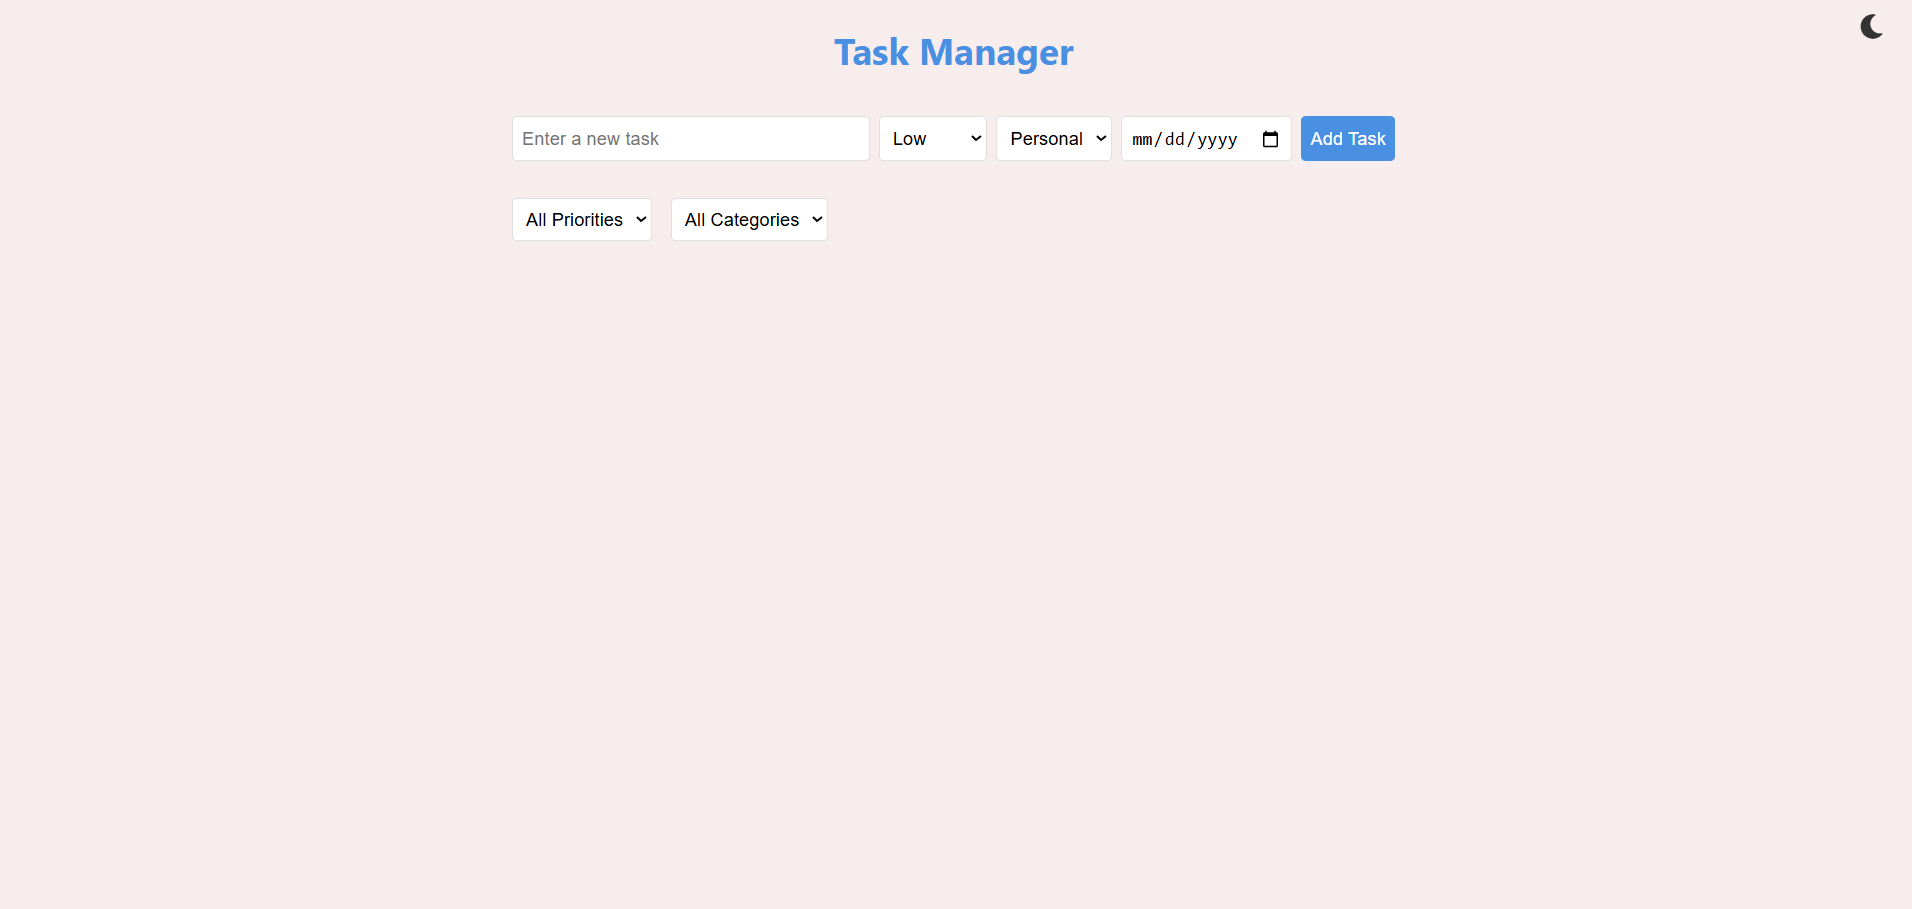 Task Manager
Enter a new task Low Personal mm/dd/yyyy Add Task
All Priorities All Categories